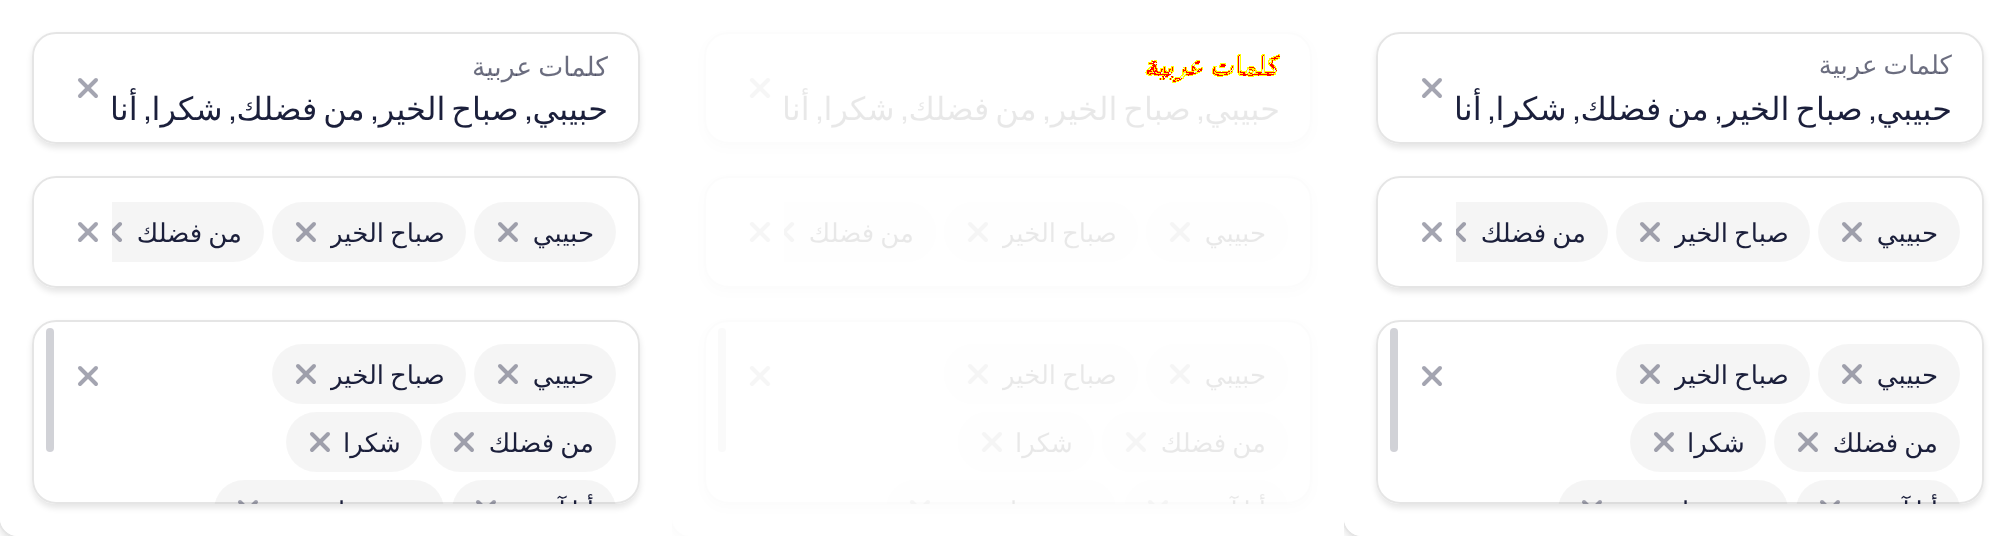 كلمات عربية
حبيبي, صباح الخير, من فضلك, شكرا, أنا
حبيبي صباح الخير من فضلك
حبيبي صباح الخير
من فضلك شكرا
كلمات عربية
حبيبي, صباح الخير, من فضلك, شكرا, أنا
حبيبي صباح الخير من فضلك
حبيبي صباح الخير
من فضلك شكرا
كلمات عربية
حبيبي, صباح الخير, من فضلك, شكرا, أنا
حبيبي صباح الخير من فضلك
حبيبي صباح الخير
من فضلك شكرا